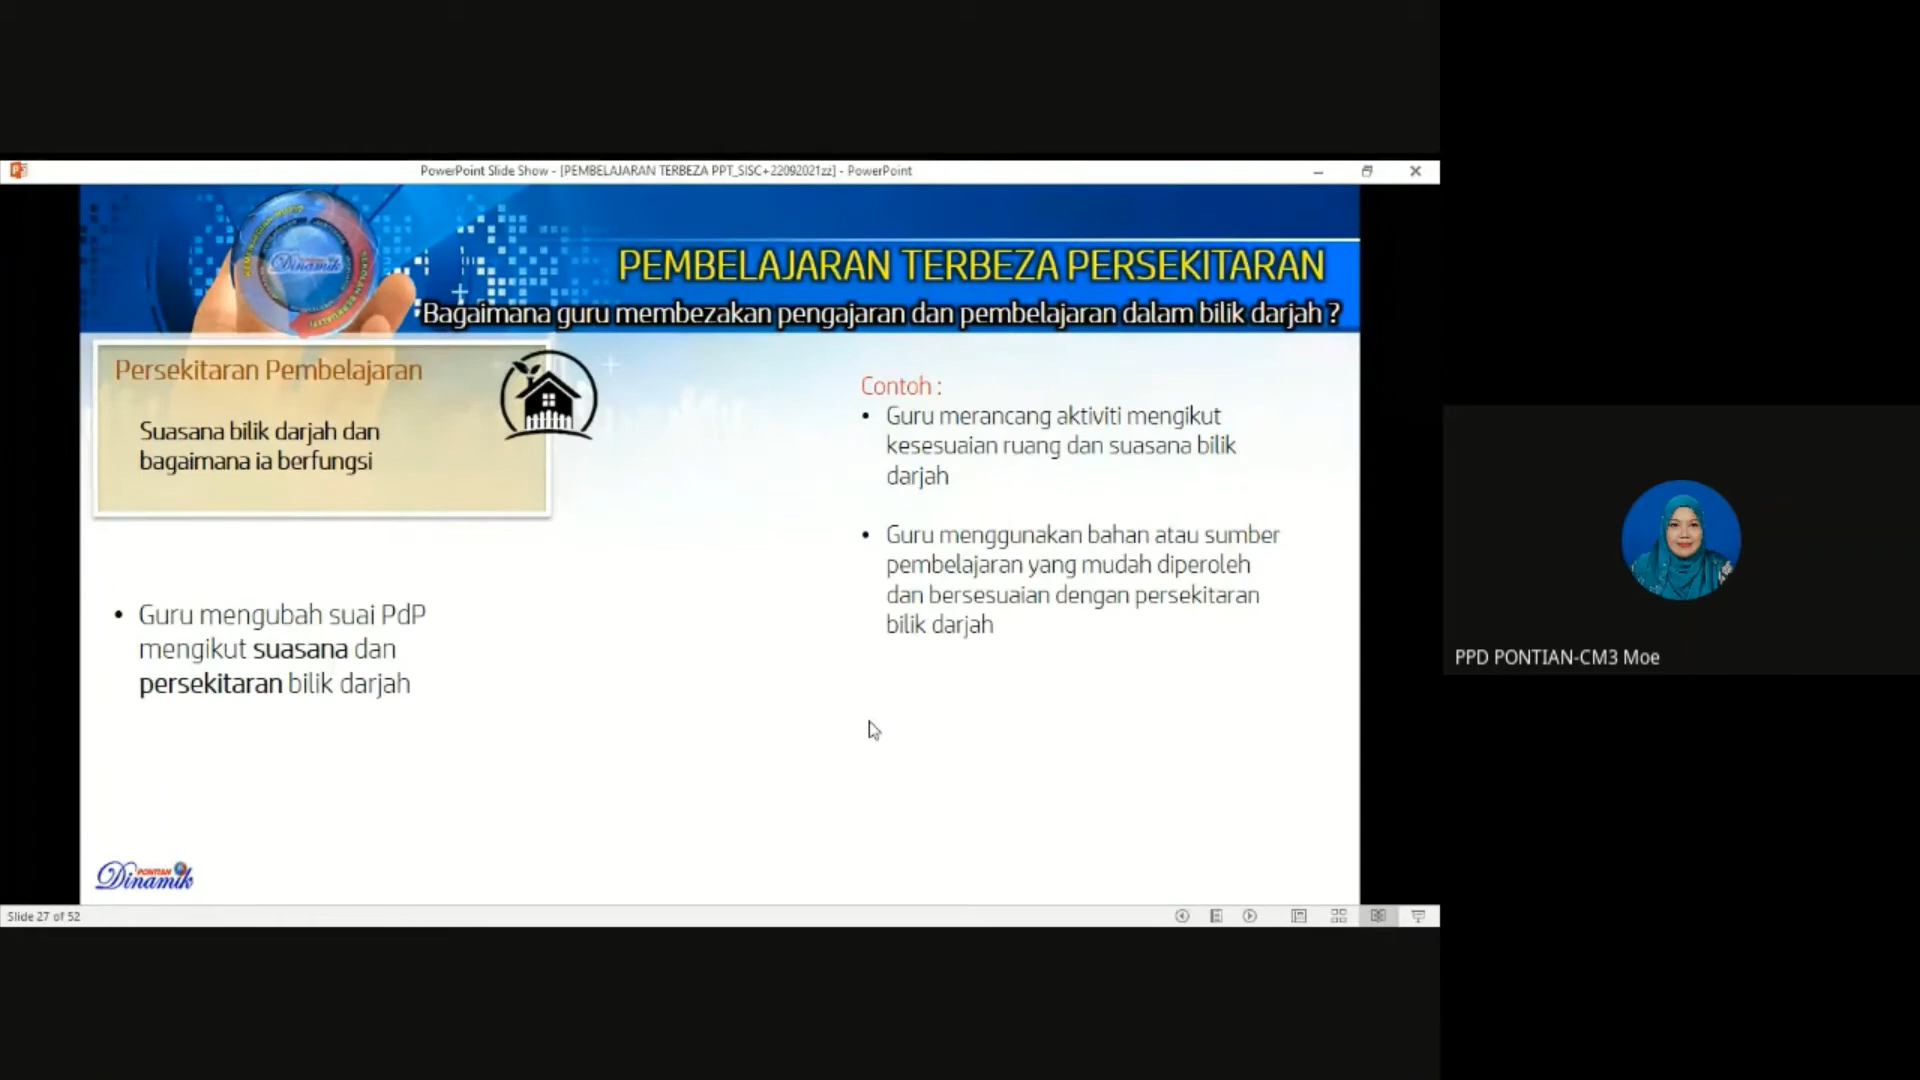 PowerPoint Slide Show - [PEMBELAJARAN TERBEZA PPT_SISC+22092021zz] - PowerPoint
PEMBELAJARAN TERBEZA PERSEKITARAN
Bagaimana guru membezakan pengajaran dan pembelajaran dalam bilik darjah ?
Dinamik
Persekitaran Pembelajaran
Suasana bilik darjah dan
bagaimana ia berfungsi
• Guru mengubah suai PdP
mengikut suasana dan
persekitaran bilik darjah
Contoh :
• Guru merancang aktiviti mengikut
kesesuaian ruang dan suasana bilik
darjah
• Guru menggunakan bahan atau sumber
pembelajaran yang mudah diperoleh
dan bersesuaian dengan persekitaran
bilik darjah
PONTIAN
Dinamik
Slide 27 of 52
PPD PONTIAN-CM3 Moe